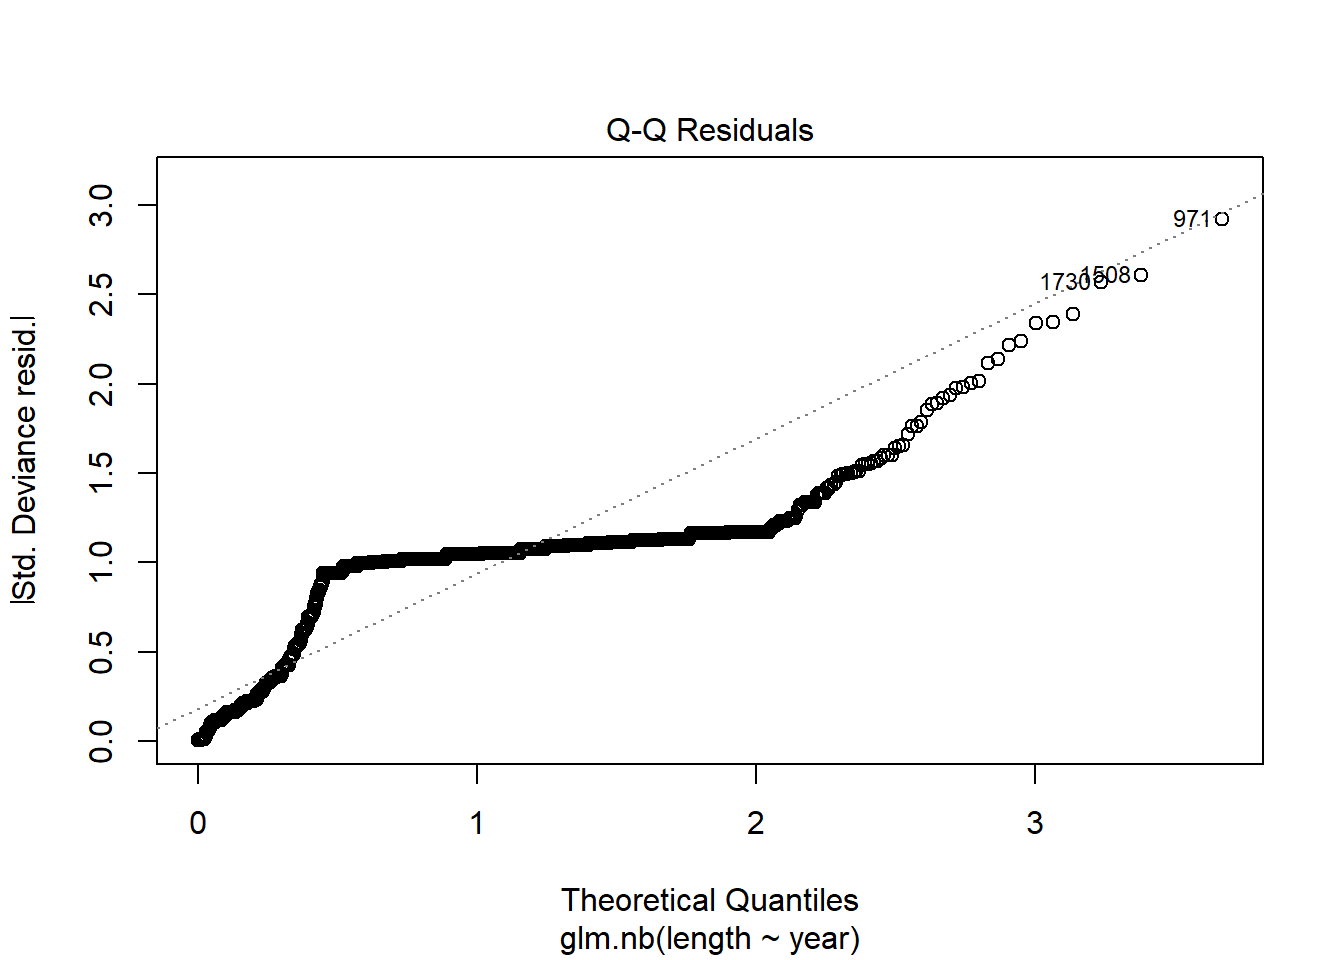 Q-Q Residuals
|Std. Deviance resid.|
3.0
2.5
2.0
1.5
1.0
0.5
0.0
971
1508
1730
0 1 2 3
Theoretical Quantiles
glm.nb(length ~ year)